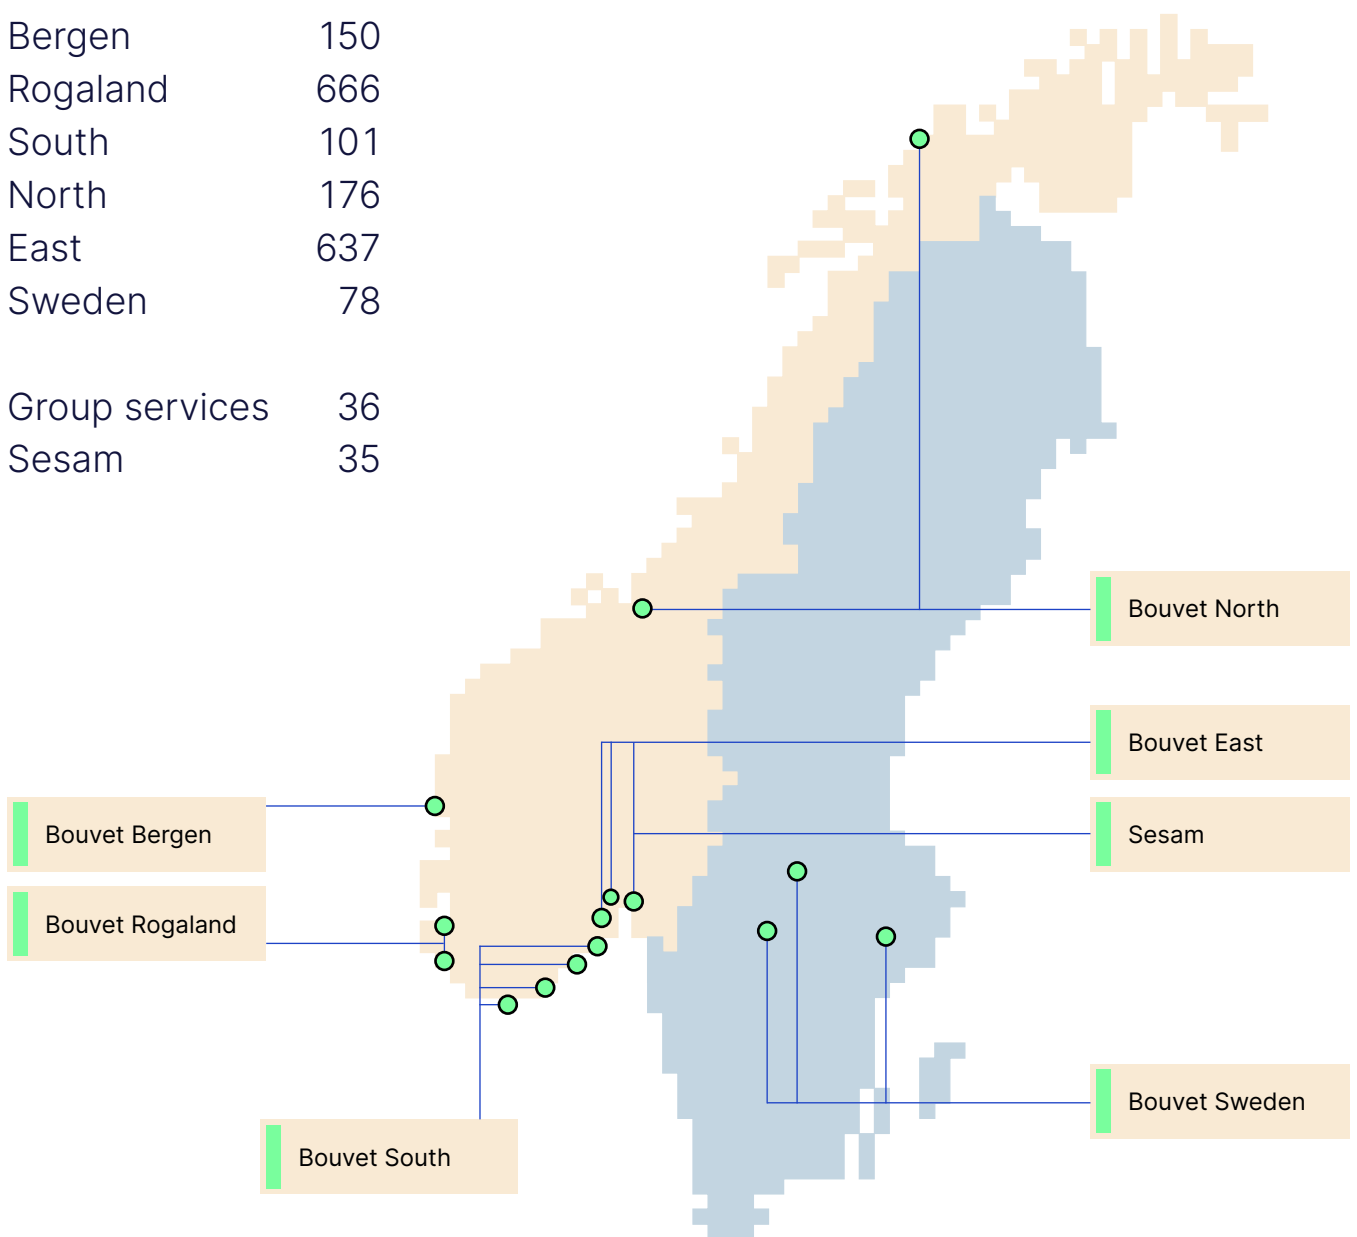 Bergen 150
Rogaland 666
South 101
North 176
East 637
Sweden 78
Group services 36
Sesam 35
Bouvet North
Bouvet East
Sesam
Bouvet Bergen
Bouvet Rogaland
Bouvet Sweden
Bouvet South